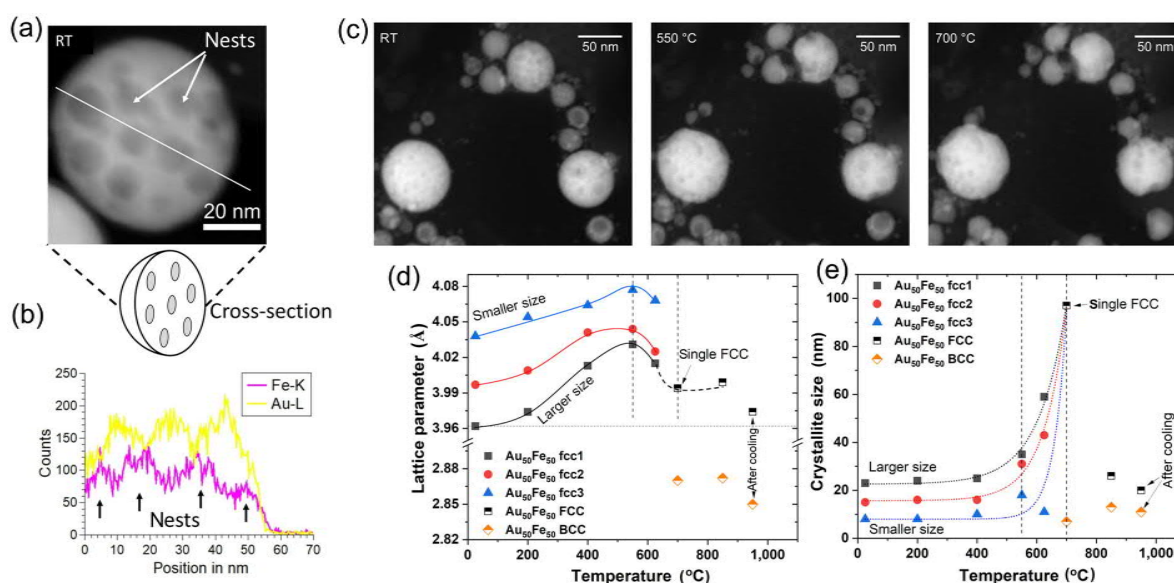 (a)
RT
Nests
20 nm
Cross-section
(b)
Fe-K
Au-L
250
200
150
100
50
0
Counts
Nests
0 10 20 30 40 50 60 70
Position in nm
(c)
RT
50 nm
550 °C
50 nm
700 °C
50 nm
(d)
4.08
4.05
4.02
3.99
3.96
2.88
2.85
2.82
Lattice parameter (Å)
Smaller size
Larger size
Single FCC
After cooling
Au50Fe50 fcc1
Au50Fe50 fcc2
Au50Fe50 fcc3
Au50Fe50 FCC
Au50Fe50 BCC
0 200 400 600 800 1,000
Temperature (oC)
(e)
100
80
60
40
20
0
Crystallite size (nm)
Au50Fe50 fcc1
Au50Fe50 fcc2
Au50Fe50 fcc3
Au50Fe50 FCC
Au50Fe50 BCC
Single FCC
Larger size
Smaller size
After cooling
0 200 400 600 800 1,000
Temperature (oC)